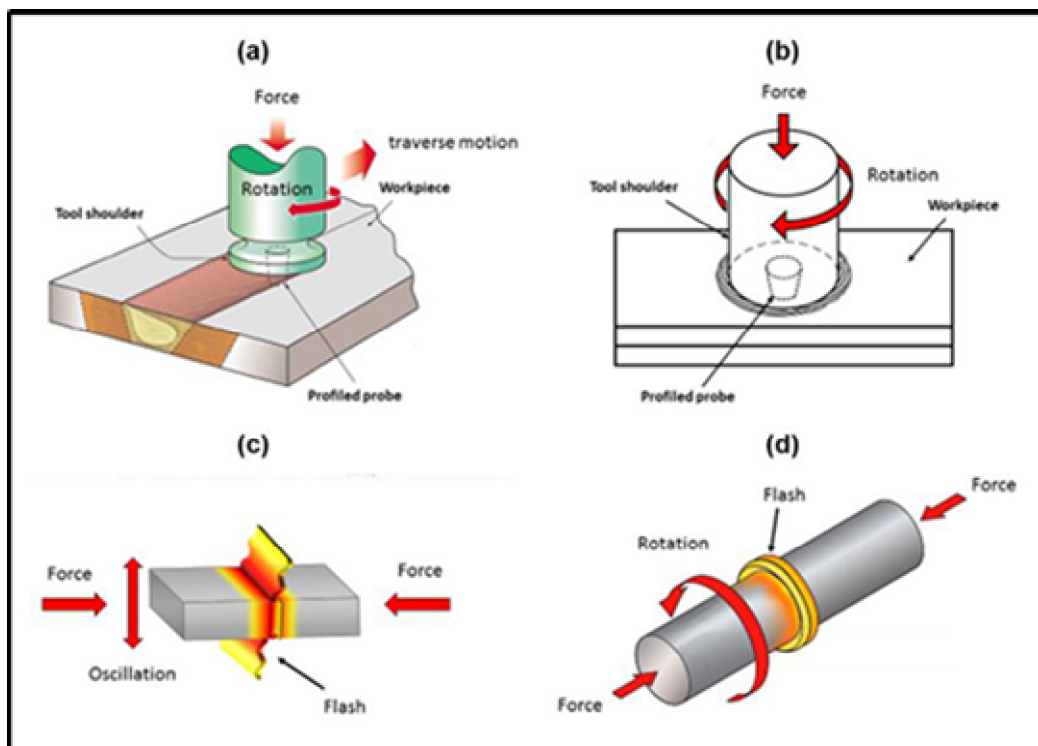 (a)
Force
traverse motion
Rotation
Workpiece
Tool shoulder
Profiled probe
(b)
Force
Rotation
Tool shoulder
Workpiece
Profiled probe
(c)
Force
Force
Oscillation
Flash
(d)
Flash
Force
Rotation
Force